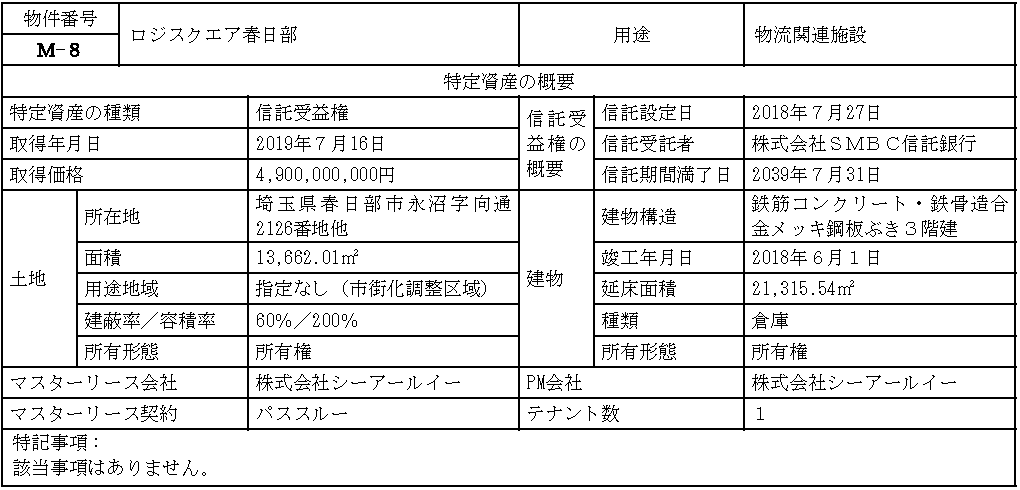 物件番号
M-8
ロジスクエア春日部
用途
物流関連施設
特定資産の概要
特定資産の種類
信託受益権
信託受
益権の
概要
信託設定日
2018年7月27日
取得年月日
2019年7月16日
信託受託者
株式会社SMBC信託銀行
取得価格
4,900,000,000円
信託期間満了日
2039年7月31日
土地
所在地
埼玉県春日部市永沼字向通
2126番地他
建物
建物構造
鉄筋コンクリート・鉄骨造合
金メッキ鋼板ぶき3階建
面積
13,662.01㎡
竣工年月日
2018年6月1日
用途地域
指定なし(市街化調整区域)
延床面積
21,315.54㎡
建蔽率/容積率
60%/200%
種類
倉庫
所有形態
所有権
所有形態
所有権
マスターリース会社
株式会社シーアールイー
PM会社
株式会社シーアールイー
マスターリース契約
パススルー
テナント数
1
特記事項:
該当事項はありません。